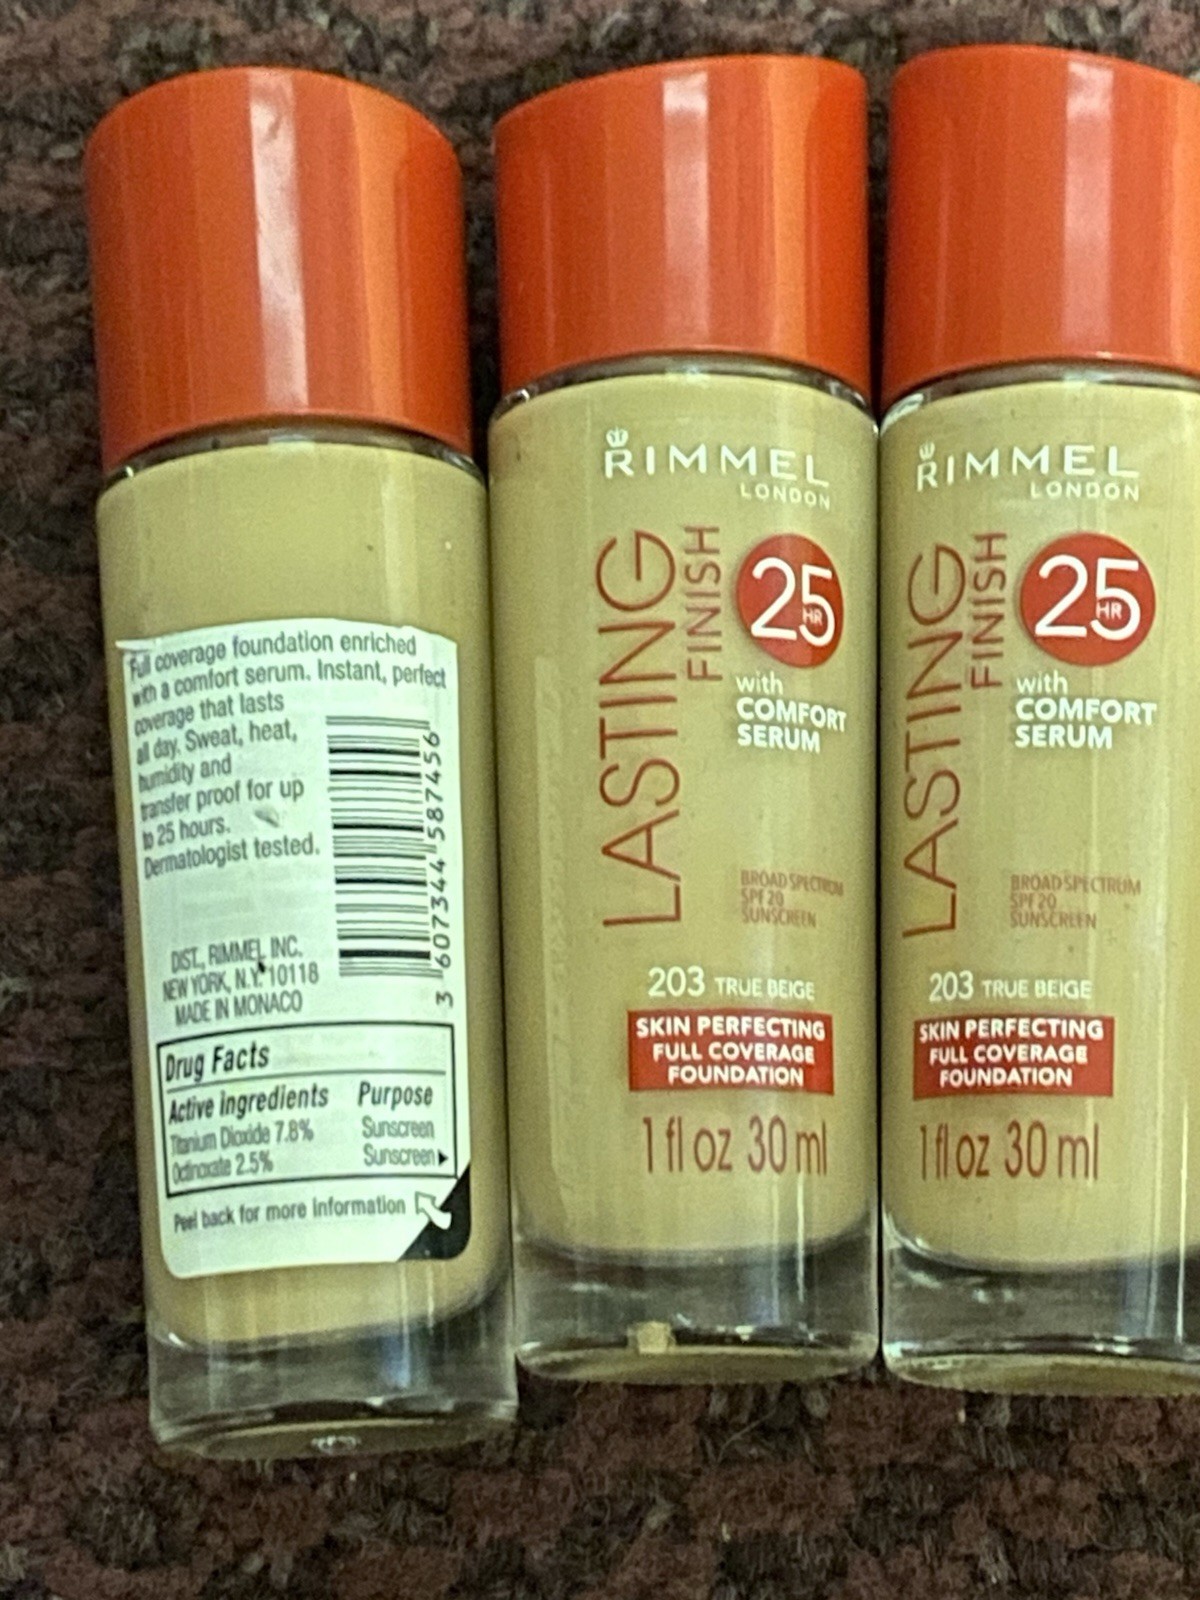 Full coverage foundation enriched
with a comfort serum. Instant, perfect
coverage that lasts
all day. Sweat, heat,
humidity and
transfer proof for up
to 25 hours.
Dermatologist tested.
3 607344 587456
DIST., RIMMEL INC.
NEW YORK, N.Y. 10118
MADE IN MONACO
Drug Facts
Active ingredients Purpose
Titanium Dioxide 7.8% Sunscreen
Octinoxate 2.5% Sunscreen
Peel back for more information
RIMMEL
LONDON
LASTING
FINISH
25
HR
with
COMFORT
SERUM
BROAD SPECTRUM
SPF 20
SUNSCREEN
203 TRUE BEIGE
SKIN PERFECTING
FULL COVERAGE
FOUNDATION
1 fl oz 30 ml
RIMMEL
LONDON
LASTING
FINISH
25
HR
with
COMFORT
SERUM
BROAD SPECTRUM
SPF 20
SUNSCREEN
203 TRUE BEIGE
SKIN PERFECTING
FULL COVERAGE
FOUNDATION
1 fl oz 30 ml